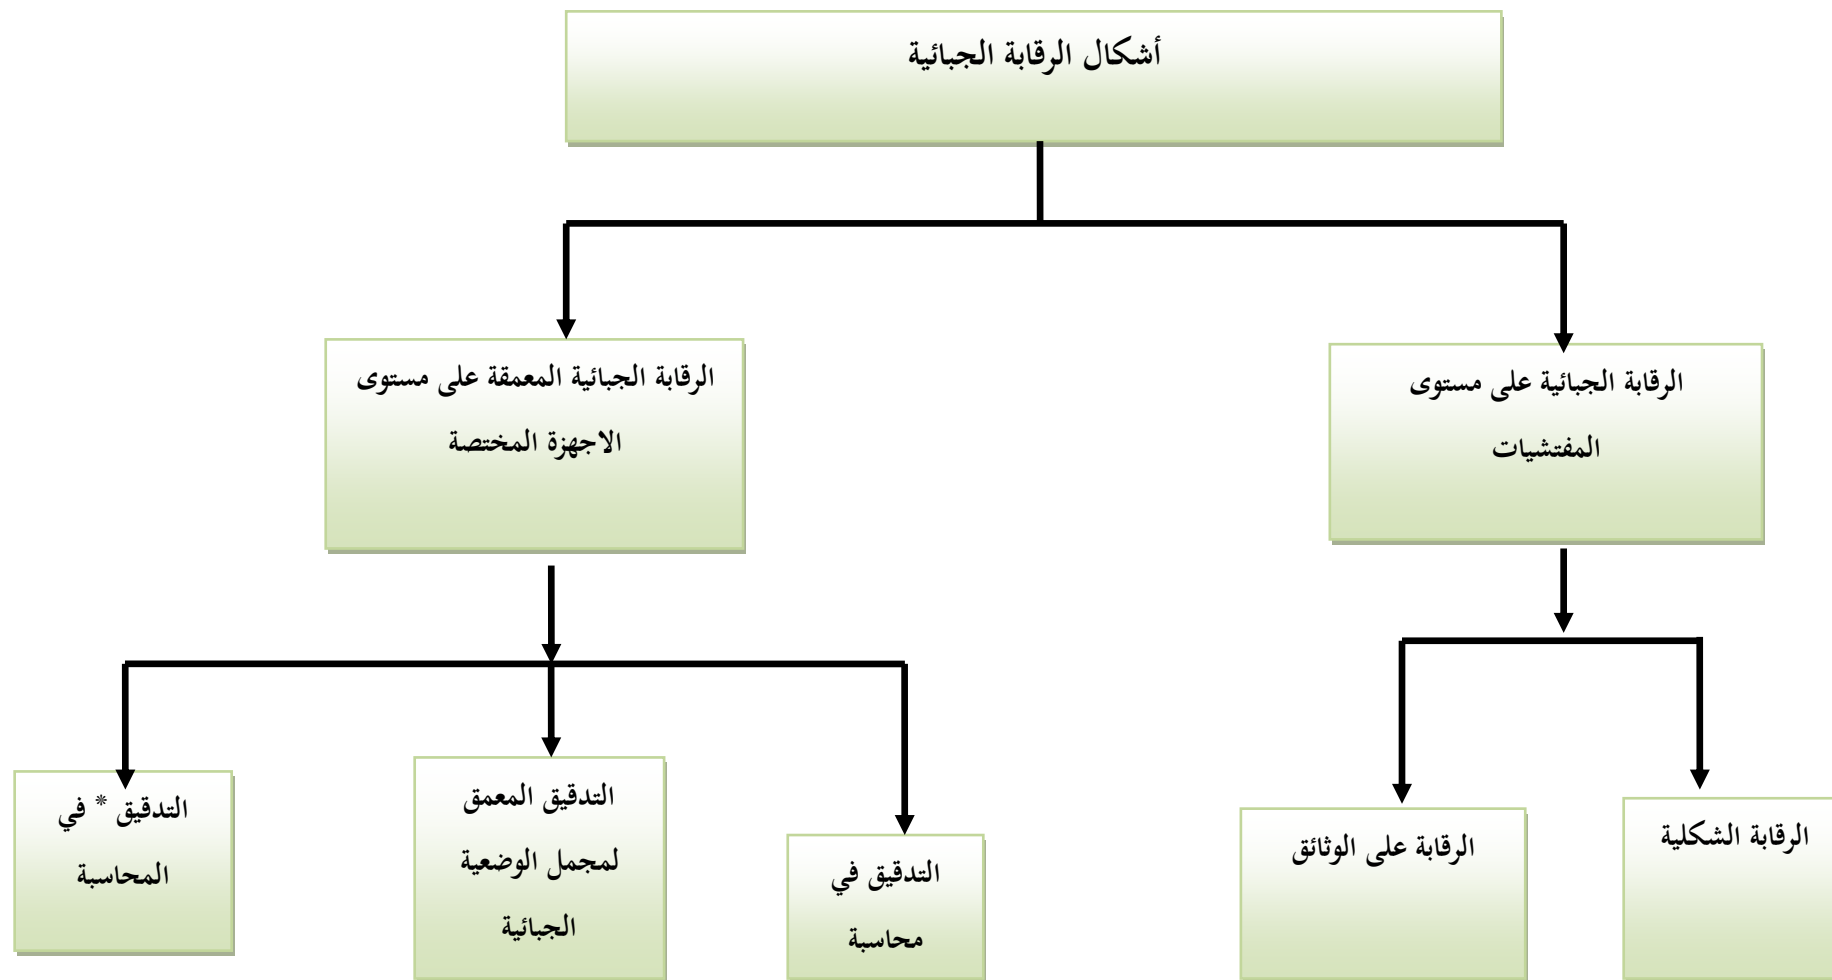 أشكال الرقابة الجبائية
الرقابة الجبائية على مستوى
المفتشيات
الرقابة الجبائية المعمقة على مستوى
الاجهزة المختصة
الرقابة الشكلية
الرقابة على الوثائق
التدقيق في
محاسبة
التدقيق المعمق
لمجمل الوضعية
الجبائية
التدقيق * في
المحاسبة